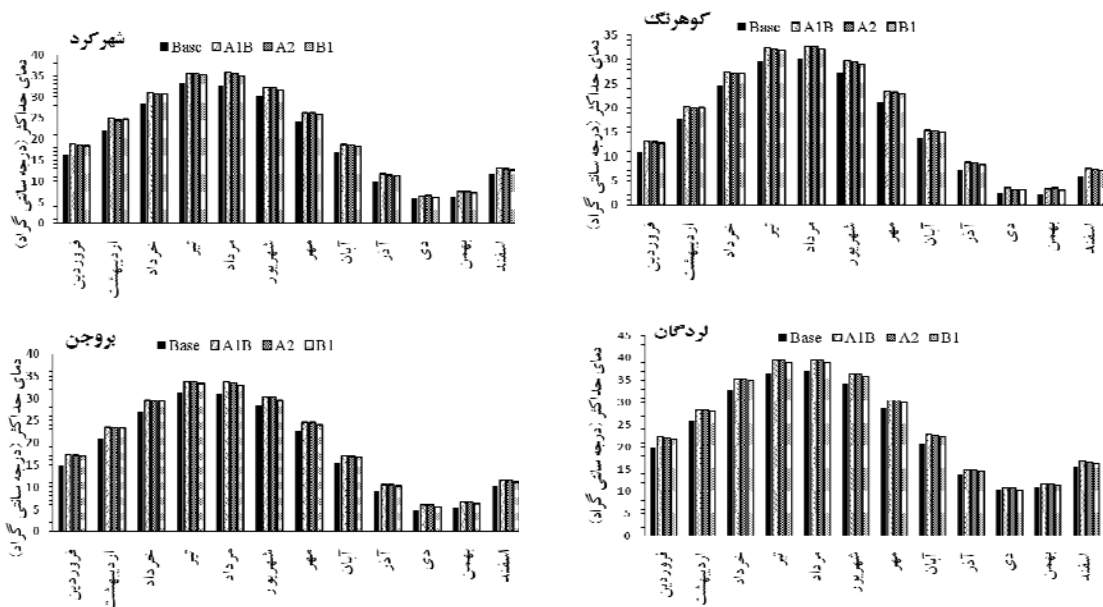 شهرکرد
Base A1B A2 B1
دمای حداکثر (درجه سانتی گراد)
40
35
30
25
20
15
10
5
0
فروردین
اردیبهشت
خرداد
تیر
مرداد
شهریور
مهر
آبان
آذر
دی
بهمن
اسفند
کوهرنگ
Base A1B A2 B1
دمای حداکثر (درجه سانتی گراد)
35
30
25
20
15
10
5
0
فروردین
اردیبهشت
خرداد
تیر
مرداد
شهریور
مهر
آبان
آذر
دی
بهمن
اسفند
بروجن
Base A1B A2 B1
دمای حداکثر (درجه سانتی گراد)
40
35
30
25
20
15
10
5
0
فروردین
اردیبهشت
خرداد
تیر
مرداد
شهریور
مهر
آبان
آذر
دی
بهمن
اسفند
لردگان
Base A1B A2 B1
دمای حداکثر (درجه سانتی گراد)
45
40
35
30
25
20
15
10
5
0
فروردین
اردیبهشت
خرداد
تیر
مرداد
شهریور
مهر
آبان
آذر
دی
بهمن
اسفند